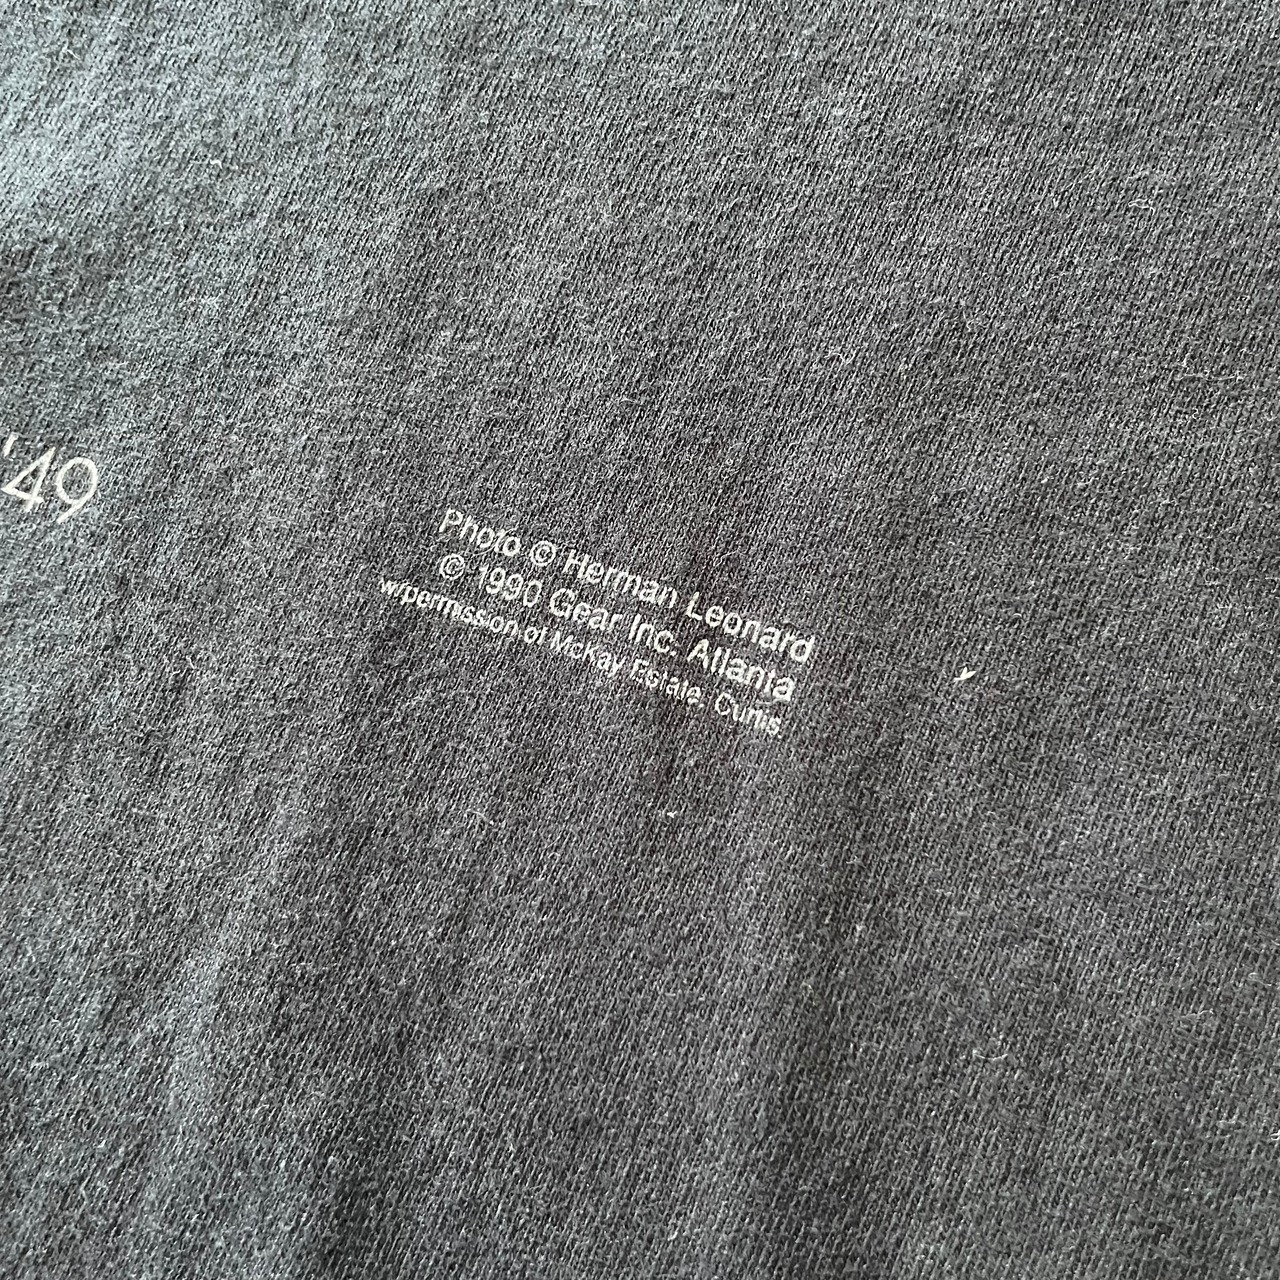 '49
Photo © Herman Leonard
© 1990 Gear Inc. Atlanta
w/permission of McKay Estate, Curtis